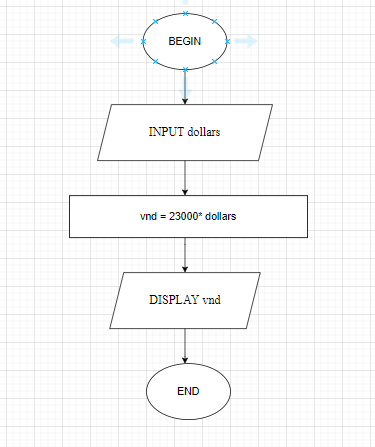 BEGIN
INPUT dollars
vnd = 23000* dollars
DISPLAY vnd
END